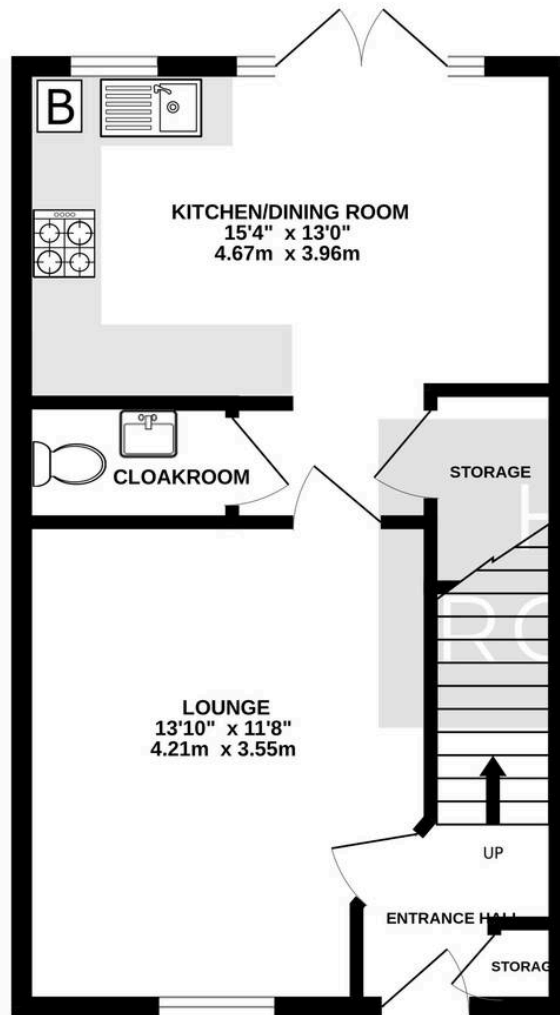 B
KITCHEN/DINING ROOM
15'4" x 13'0"
4.67m x 3.96m
CLOAKROOM
STORAGE
LOUNGE
13'10" x 11'8"
4.21m x 3.55m
UP
ENTRANCE HALL
STORAG